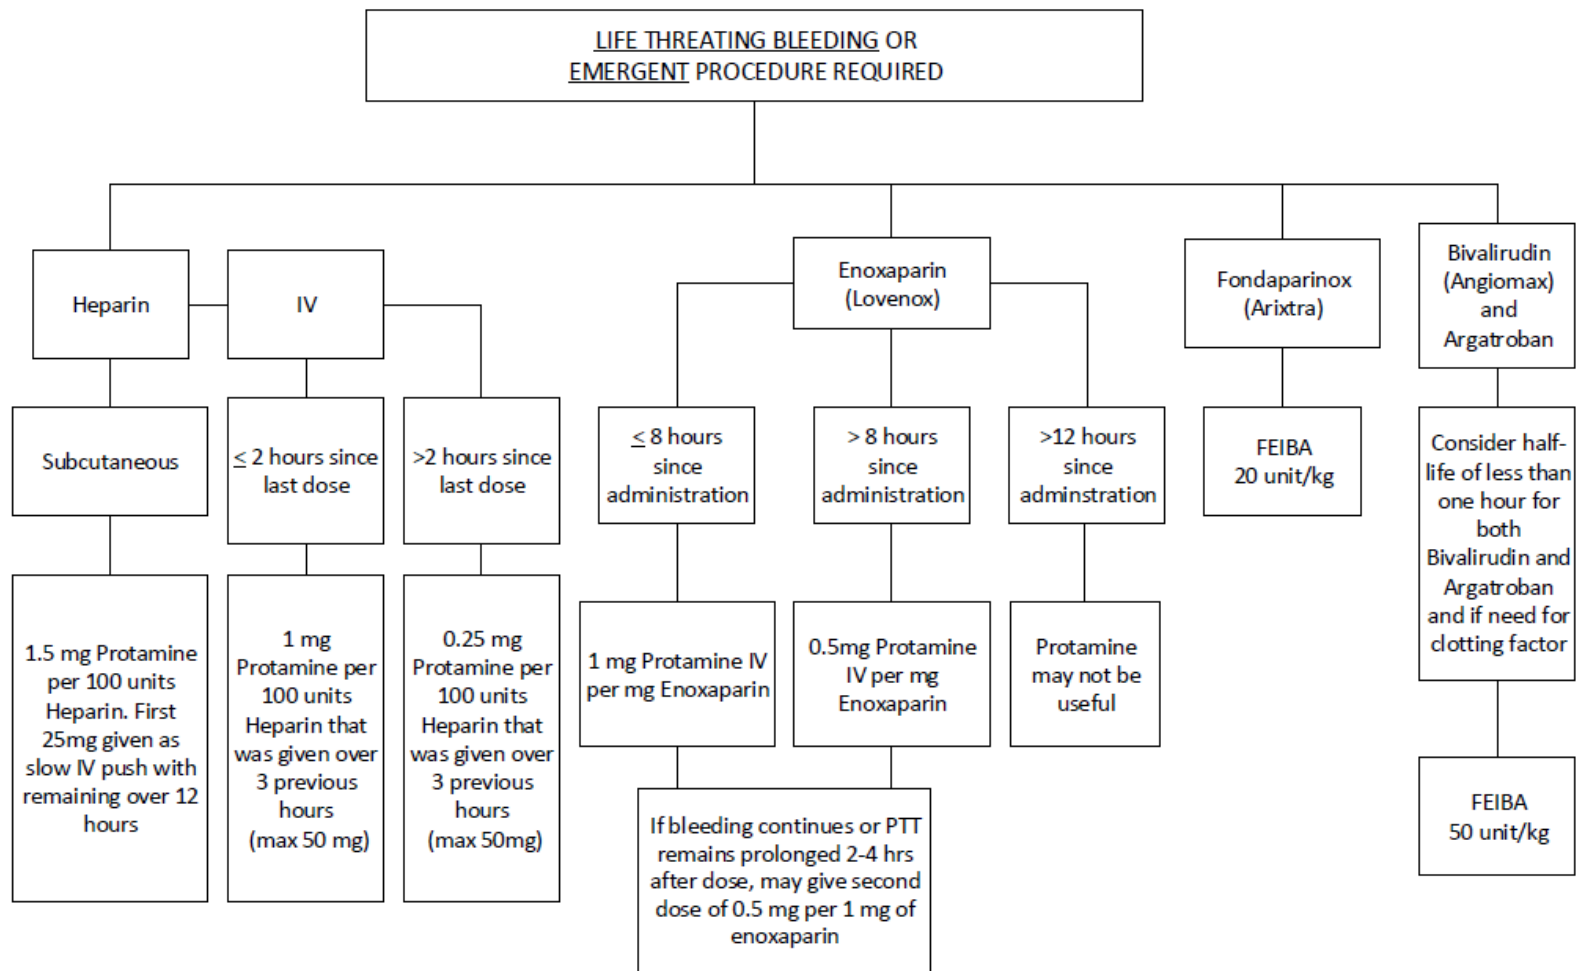 LIFE THREATING BLEEDING OR
EMERGENT PROCEDURE REQUIRED
Heparin
IV
Enoxaparin
(Lovenox)
Fondaparinox
(Arixtra)
Bivalirudin
(Angiomax)
and
Argatroban
Subcutaneous
≤ 2 hours since
last dose
>2 hours since
last dose
≤ 8 hours
since
administration
> 8 hours
since
administration
>12 hours
since
adminstration
FEIBA
20 unit/kg
Consider half-
life of less than
one hour for
both
Bivalirudin and
Argatroban
and if need for
clotting factor
1.5 mg Protamine
per 100 units
Heparin. First
25mg given as
slow IV push with
remaining over 12
hours
1 mg
Protamine per
100 units
Heparin that
was given over
3 previous
hours
(max 50 mg)
0.25 mg
Protamine per
100 units
Heparin that
was given over
3 previous
hours
(max 50mg)
1 mg Protamine IV
per mg Enoxaparin
0.5mg Protamine
IV per mg
Enoxaparin
Protamine
may not be
useful
If bleeding continues or PTT
remains prolonged 2-4 hrs
after dose, may give second
dose of 0.5 mg per 1 mg of
enoxaparin
FEIBA
50 unit/kg